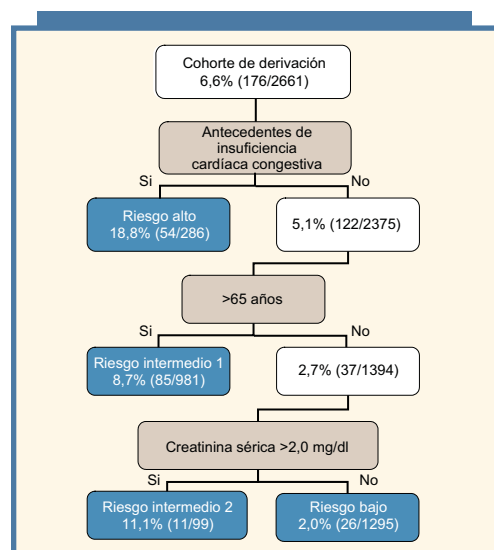 Cohorte de derivación
6,6% (176/2661)
Antecedentes de
insuficiencia
cardíaca congestiva
Si
No
Riesgo alto
18,8% (54/286)
5,1% (122/2375)
>65 años
Si
No
Riesgo intermedio 1
8,7% (85/981)
2,7% (37/1394)
Creatinina sérica >2,0 mg/dl
Si
No
Riesgo intermedio 2
11,1% (11/99)
Riesgo bajo
2,0% (26/1295)